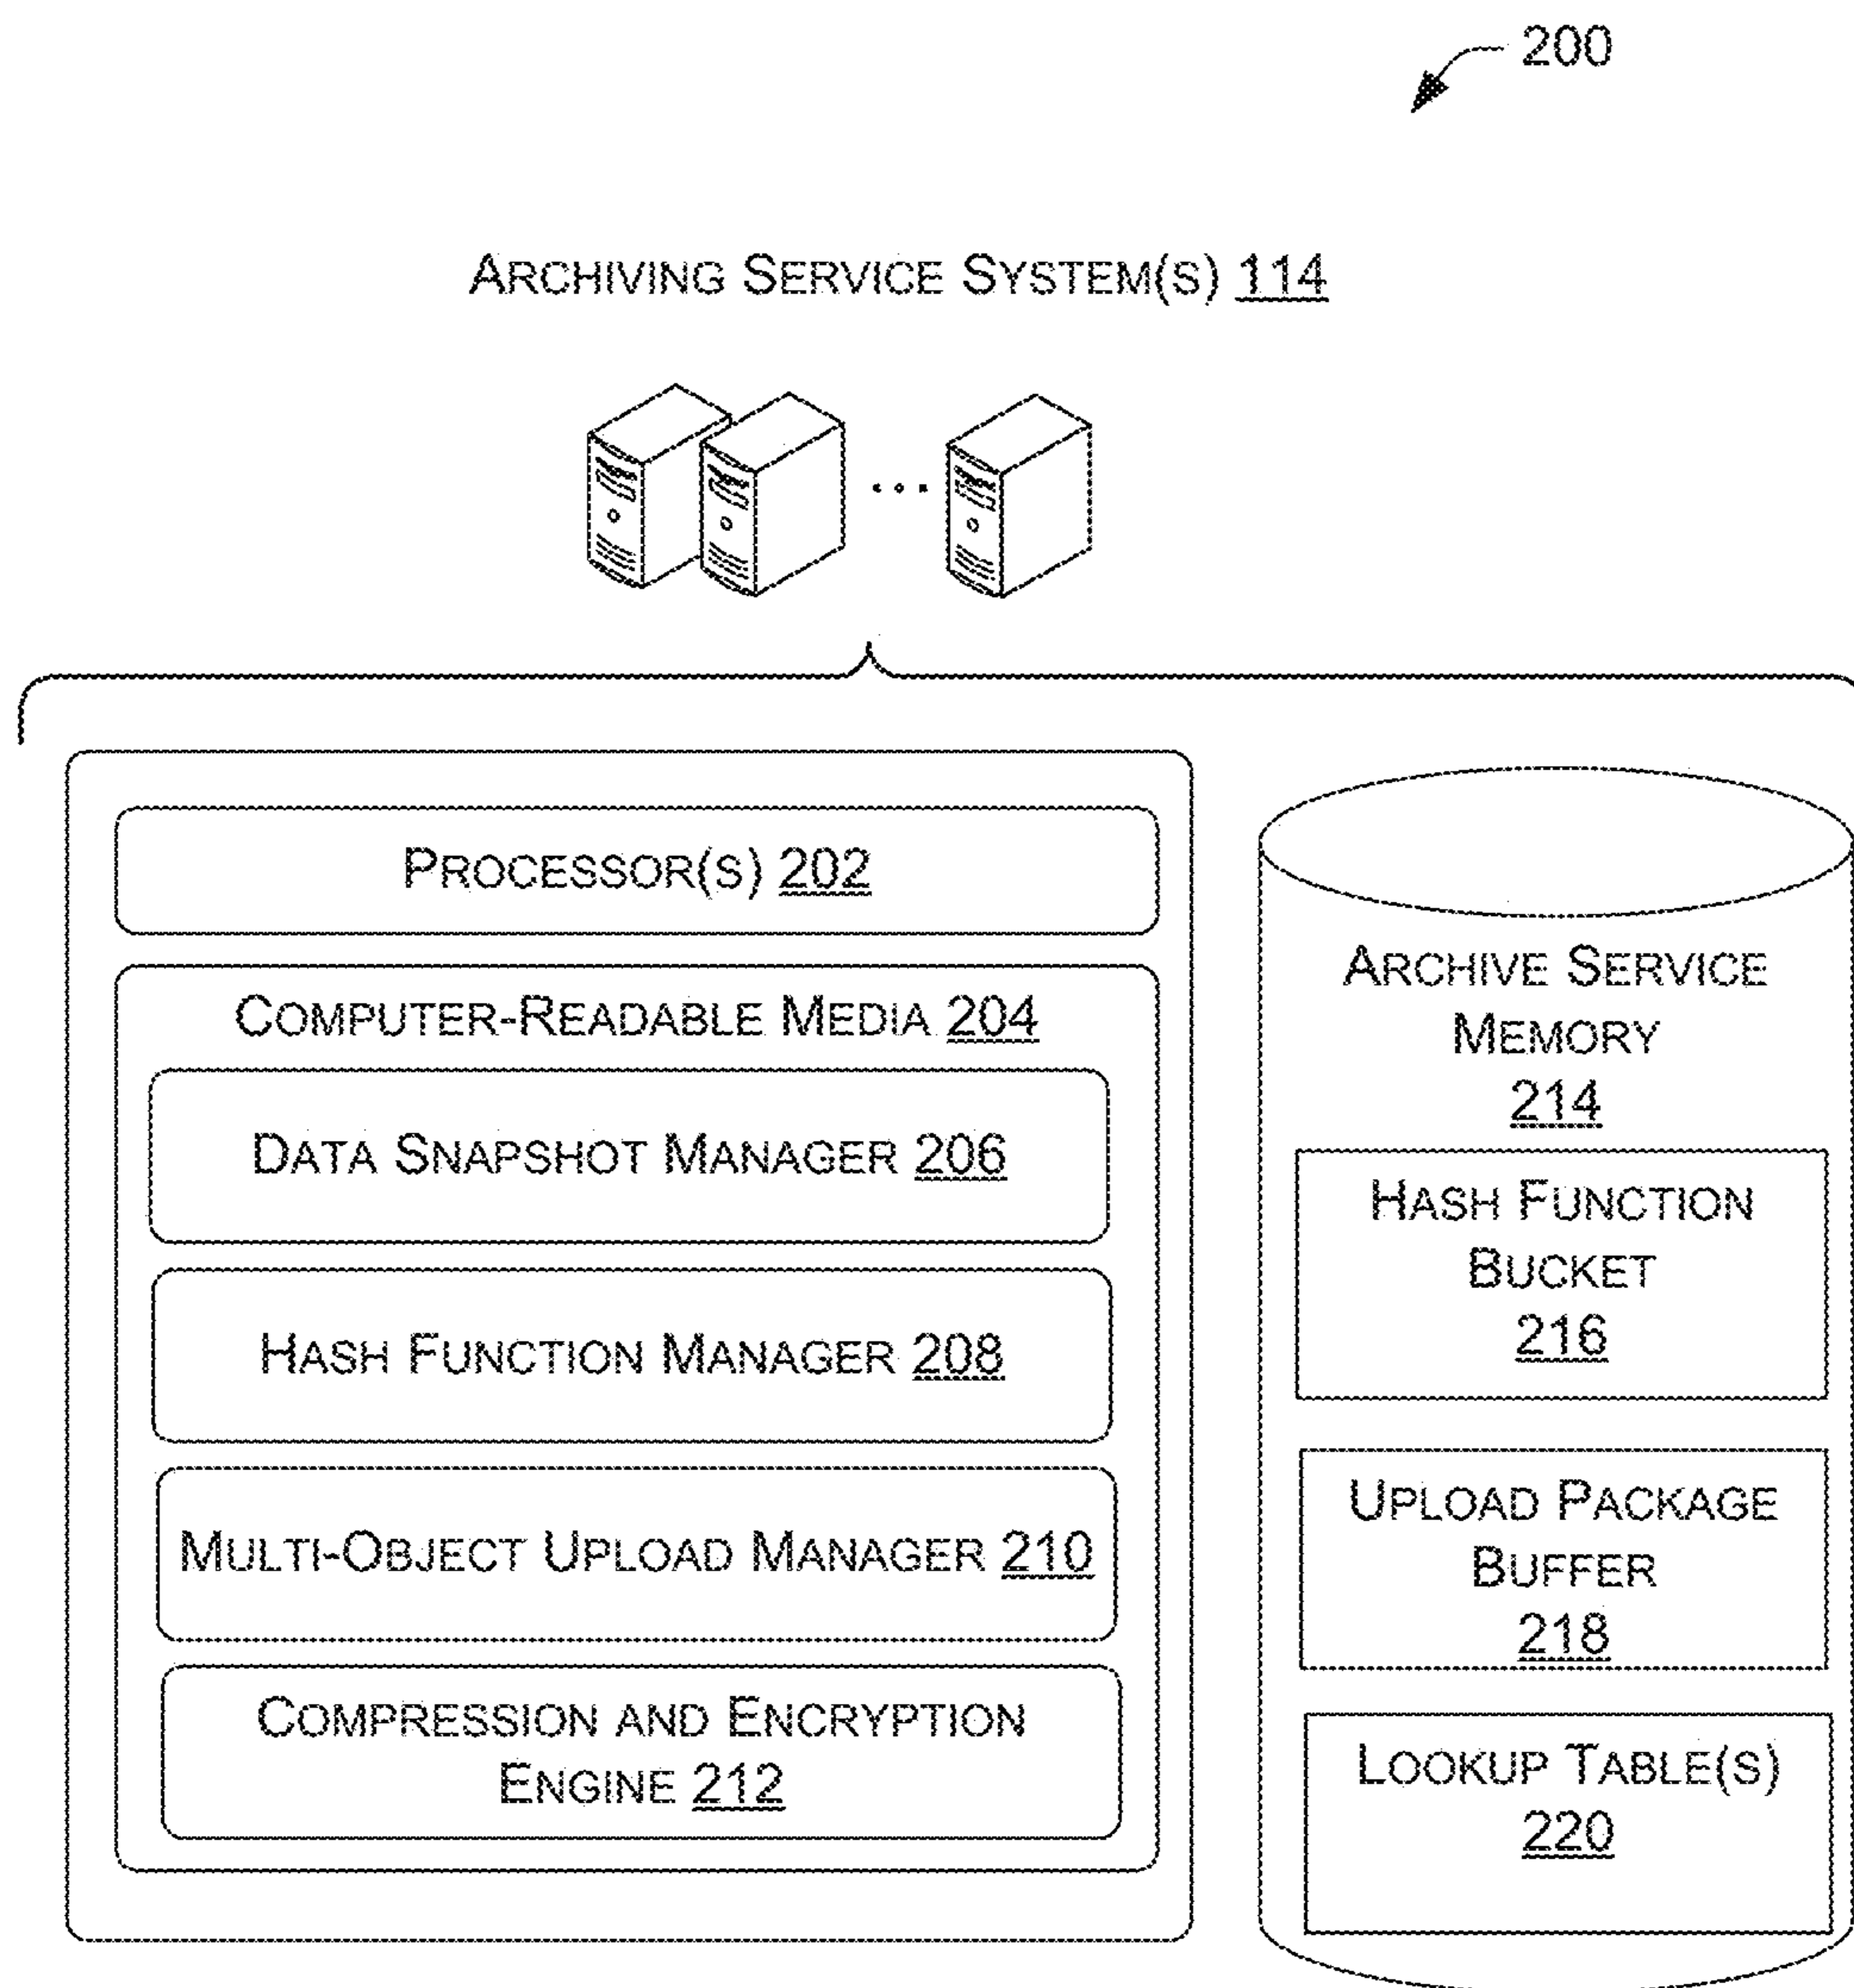 200
ARCHIVING SERVICE SYSTEM(S) 114
PROCESSOR(S) 202
COMPUTER-READABLE MEDIA 204
DATA SNAPSHOT MANAGER 206
HASH FUNCTION MANAGER 208
MULTI-OBJECT UPLOAD MANAGER 210
COMPRESSION AND ENCRYPTION
ENGINE 212
ARCHIVE SERVICE
MEMORY
214
HASH FUNCTION
BUCKET
216
UPLOAD PACKAGE
BUFFER
218
LOOKUP TABLE(S)
220